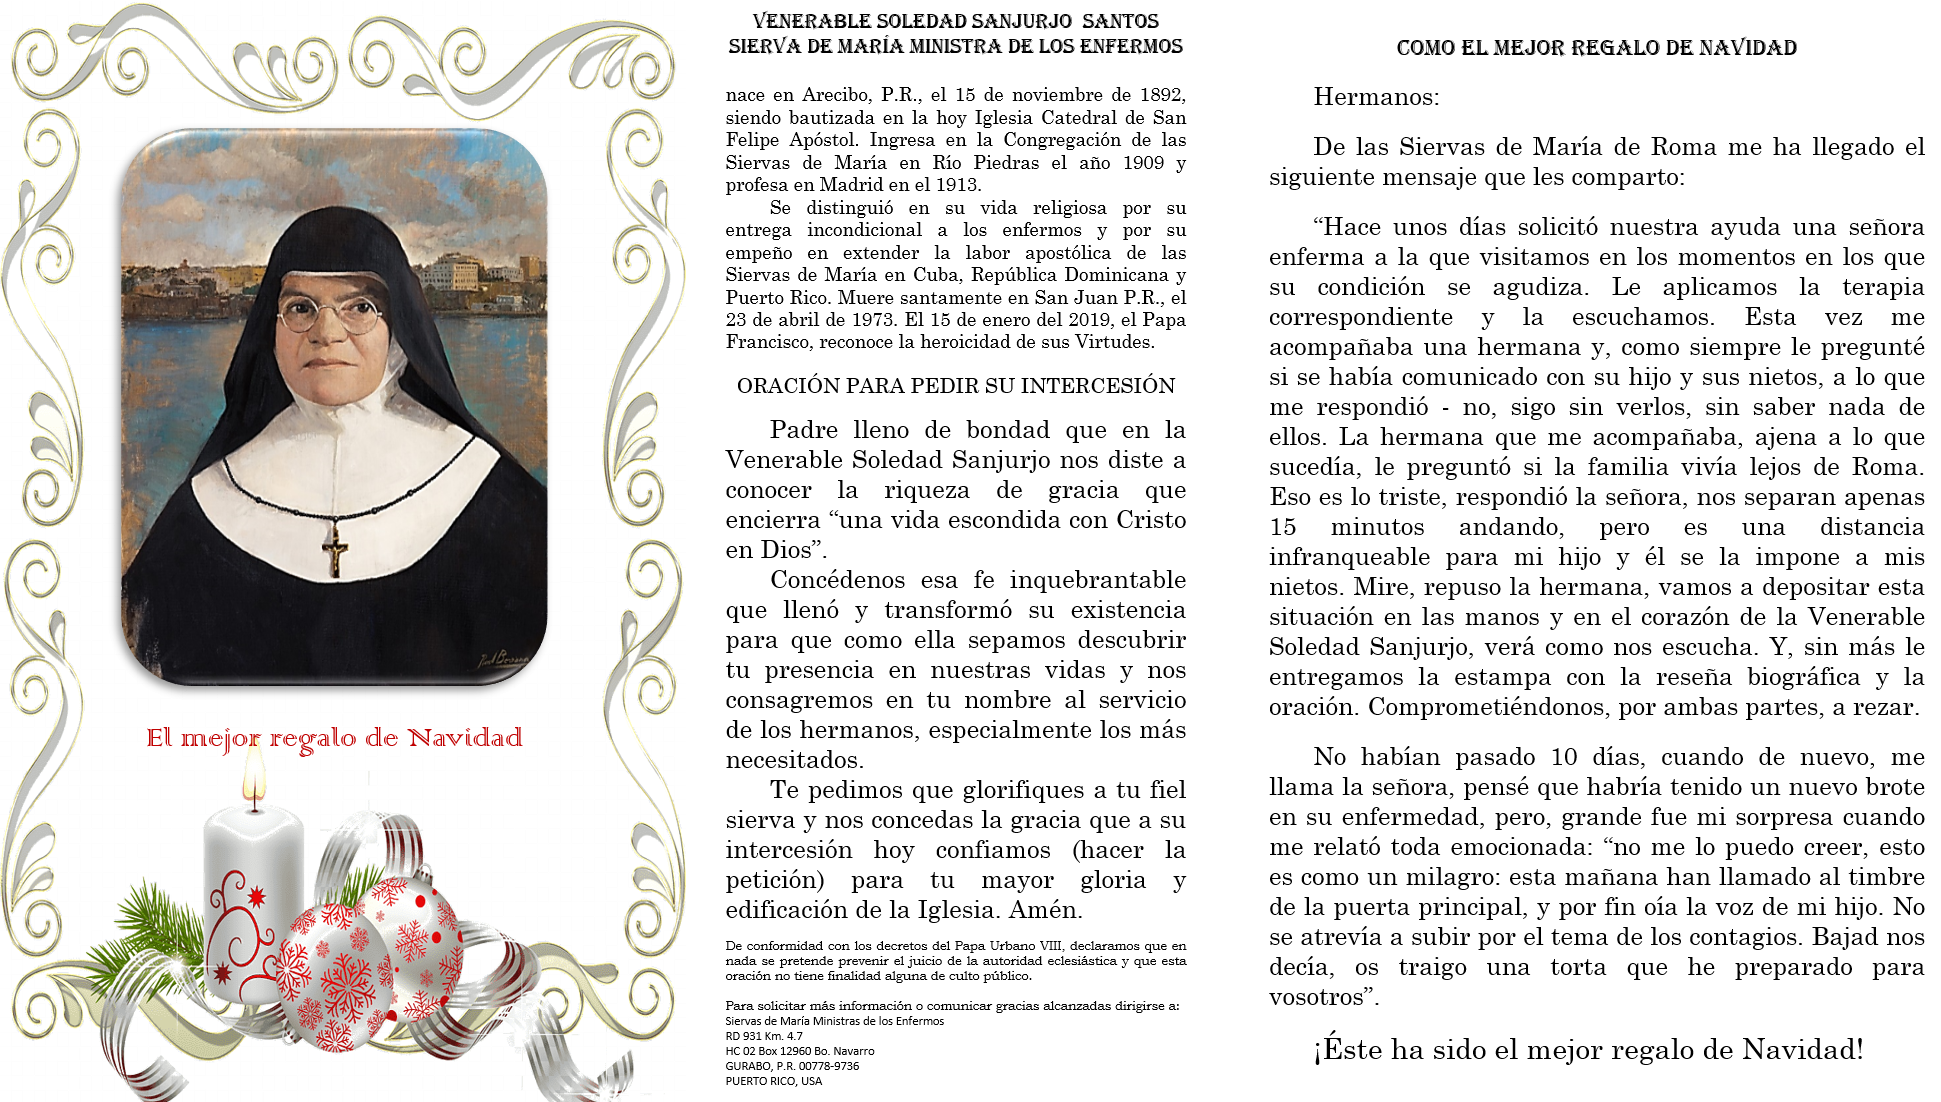 El mejor regalo de Navidad
VENERABLE SOLEDAD SANJURJO SANTOS
SIERVA DE MARÍA MINISTRA DE LOS ENFERMOS
nace en Arecibo, P.R., el 15 de noviembre de 1892,
siendo bautizada en la hoy Iglesia Catedral de San
Felipe Apóstol. Ingresa en la Congregación de las
Siervas de María en Río Piedras el año 1909 y
profesa en Madrid en el 1913.
Se distinguió en su vida religiosa por su
entrega incondicional a los enfermos y por su
empeño en extender la labor apostólica de las
Siervas de María en Cuba, República Dominicana y
Puerto Rico. Muere santamente en San Juan P.R., el
23 de abril de 1973. El 15 de enero del 2019, el Papa
Francisco, reconoce la heroicidad de sus Virtudes.
ORACIÓN PARA PEDIR SU INTERCESIÓN
Padre lleno de bondad que en la
Venerable Soledad Sanjurjo nos diste a
conocer la riqueza de gracia que
encierra “una vida escondida con Cristo
en Dios”.
Concédenos esa fe inquebrantable
que llenó y transformó su existencia
para que como ella sepamos descubrir
tu presencia en nuestras vidas y nos
consagremos en tu nombre al servicio
de los hermanos, especialmente los más
necesitados.
Te pedimos que glorifiques a tu fiel
sierva y nos concedas la gracia que a su
intercesión hoy confiamos (hacer la
petición) para tu mayor gloria y
edificación de la Iglesia. Amén.
De conformidad con los decretos del Papa Urbano VIII, declaramos que en
nada se pretende prevenir el juicio de la autoridad eclesiástica y que esta
oración no tiene finalidad alguna de culto público.
Para solicitar más información o comunicar gracias alcanzadas dirigirse a:
Siervas de María Ministras de los Enfermos
RD 931 Km. 4.7
HC 02 Box 12960 Bo. Navarro
GURABO, P.R. 00778-9736
PUERTO RICO, USA
COMO EL MEJOR REGALO DE NAVIDAD
Hermanos:
De las Siervas de María de Roma me ha llegado el
siguiente mensaje que les comparto:
“Hace unos días solicitó nuestra ayuda una señora
enferma a la que visitamos en los momentos en los que
su condición se agudiza. Le aplicamos la terapia
correspondiente y la escuchamos. Esta vez me
acompañaba una hermana y, como siempre le pregunté
si se había comunicado con su hijo y sus nietos, a lo que
me respondió - no, sigo sin verlos, sin saber nada de
ellos. La hermana que me acompañaba, ajena a lo que
sucedía, le preguntó si la familia vivía lejos de Roma.
Eso es lo triste, respondió la señora, nos separan apenas
15 minutos andando, pero es una distancia
infranqueable para mi hijo y él se la impone a mis
nietos. Mire, repuso la hermana, vamos a depositar esta
situación en las manos y en el corazón de la Venerable
Soledad Sanjurjo, verá como nos escucha. Y, sin más le
entregamos la estampa con la reseña biográfica y la
oración. Comprometiéndonos, por ambas partes, a rezar.
No habían pasado 10 días, cuando de nuevo, me
llama la señora, pensé que habría tenido un nuevo brote
en su enfermedad, pero, grande fue mi sorpresa cuando
me relató toda emocionada: “no me lo puedo creer, esto
es como un milagro: esta mañana han llamado al timbre
de la puerta principal, y por fin oía la voz de mi hijo. No
se atrevía a subir por el tema de los contagios. Bajad nos
decía, os traigo una torta que he preparado para
vosotros”.
¡Éste ha sido el mejor regalo de Navidad!